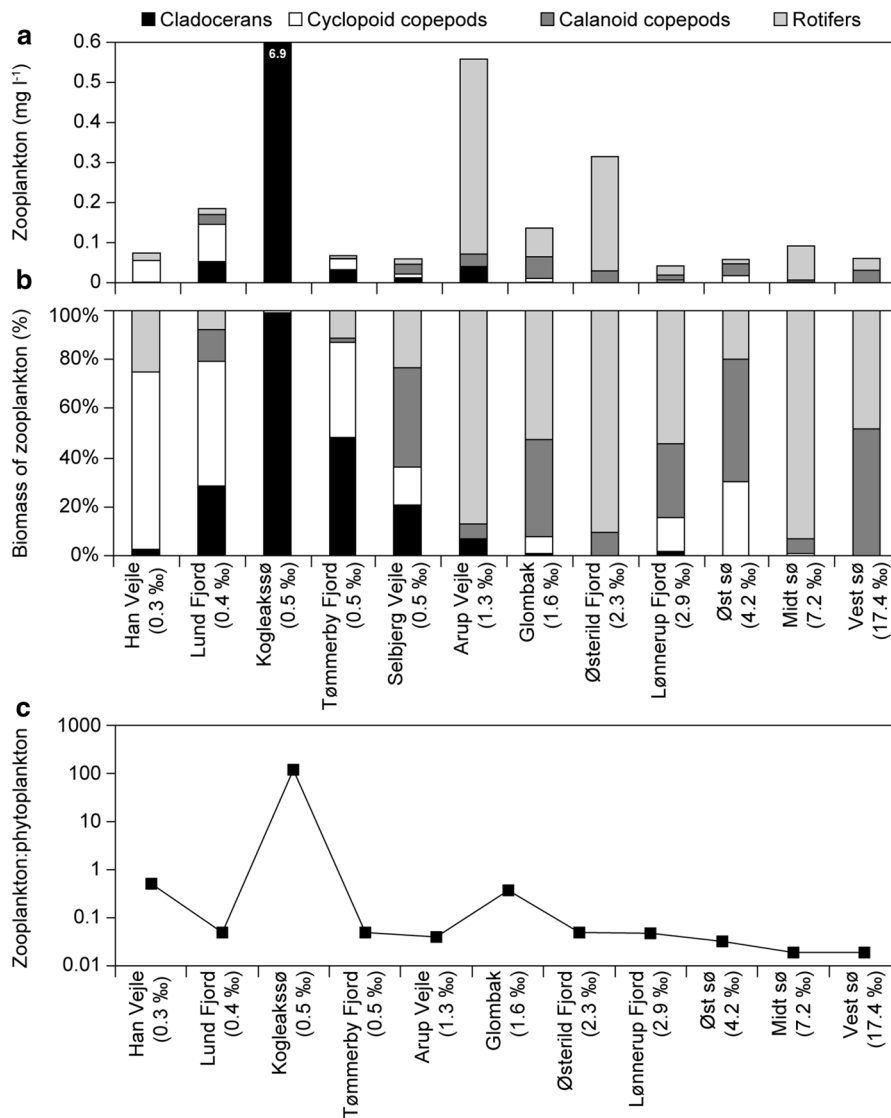 Cladocerans Cyclopoid copepods Calanoid copepods Rotifers
a
Zooplankton (mg l-1)
0.6
0.5
0.4
0.3
0.2
0.1
0
6.9
b
Biomass of zooplankton (%)
100%
80%
60%
40%
20%
0%
Han Vejle
(0.3 ‰)
Lund Fjord
(0.4 ‰)
Kogleakssø
(0.5 ‰)
Tømmerby Fjord
(0.5 ‰)
Selbjerg Vejle
(0.5 ‰)
Arup Vejle
(1.3 ‰)
Glombak
(1.6 ‰)
Østerild Fjord
(2.3 ‰)
Lønnerup Fjord
(2.9 ‰)
Øst sø
(4.2 ‰)
Midt sø
(7.2 ‰)
Vest sø
(17.4 ‰)
c
Zooplankton:phytoplankton
1000
100
10
1
0.1
0.01
Han Vejle
(0.3 ‰)
Lund Fjord
(0.4 ‰)
Kogleakssø
(0.5 ‰)
Tømmerby Fjord
(0.5 ‰)
Arup Vejle
(1.3 ‰)
Glombak
(1.6 ‰)
Østerild Fjord
(2.3 ‰)
Lønnerup Fjord
(2.9 ‰)
Øst sø
(4.2 ‰)
Midt sø
(7.2 ‰)
Vest sø
(17.4 ‰)